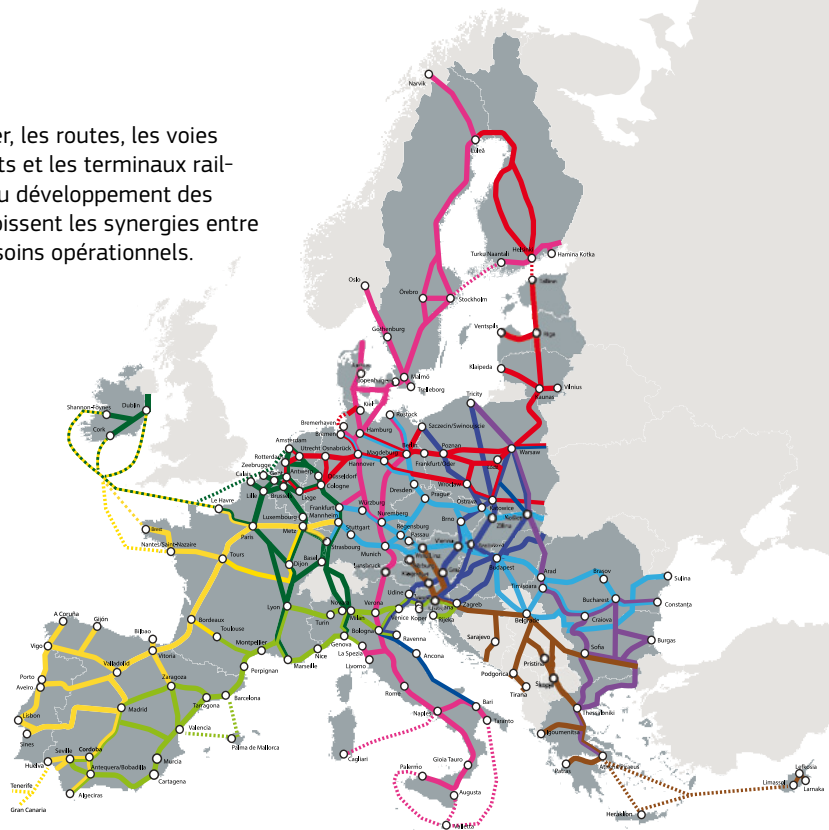 er, les routes, les voies
ts et les terminaux rail-
u développement des
oissent les synergies entre
soins opérationnels.
Narvik
Luleå
Turku Naantali
Helsinki
Hamina Kotka
Oslo
Örebro
Stockholm
Gothenburg
Ventspils
Riga
Klaipeda
Malmö
Trelleborg
Kaunas
Vilnius
Shannon-Foynes
Dublin
Cork
Kiel
Rostock
Tricity
Bremerhaven
Bremen
Hamburg
Szczecin/Swinoujscie
Amsterdam
Utrecht
Osnabrück
Rotterdam
Magdeburg
Berlin
Poznan
Warsaw
Zeebrugge
Antwerp
Hannover
Frankfurt/Oder
Calais
Düsseldorf
Cologne
Lille
Brussels
Liege
Dresden
Wroclaw
Le Havre
Frankfurt
Würzburg
Prague
Ostrava
Katowice
Luxembourg
Mannheim
Nuremberg
Brest
Paris
Metz
Stuttgart
Regensburg
Passau
Brno
Nantes/Saint-Nazaire
Strasbourg
Munich
Vienna
Tours
Dijon
Basel
Innsbruck
Budapest
Arad
Brasov
Sulina
Timişoara
Lyon
Novara
Milan
Verona
Udine
Venice
Koper
Zagreb
Rijeka
Bucharest
Constanța
Craiova
Belgrade
A Coruña
Gijón
Bilbao
Bordeaux
Toulouse
Turin
Bologna
Ravenna
Sarajevo
Burgas
Vigo
Vitoria
Montpellier
Genova
La Spezia
Ancona
Sofia
Valladolid
Perpignan
Marseille
Nice
Livorno
Podgorica
Pristina
Porto
Aveiro
Zaragoza
Barcelona
Tarragona
Rome
Tirana
Madrid
Naples
Bari
Taranto
Thessaloniki
Lisbon
Valencia
Igoumenitsa
Sines
Palma de Mallorca
Cagliari
Seville
Cordoba
Murcia
Palermo
Gioia Tauro
Patras
Huelva
Antequera/Bobadilla
Cartagena
Lefkosia
Limassol
Larnaka
Tenerife
Algeciras
Augusta
Heraklion
Gran Canaria
Valletta